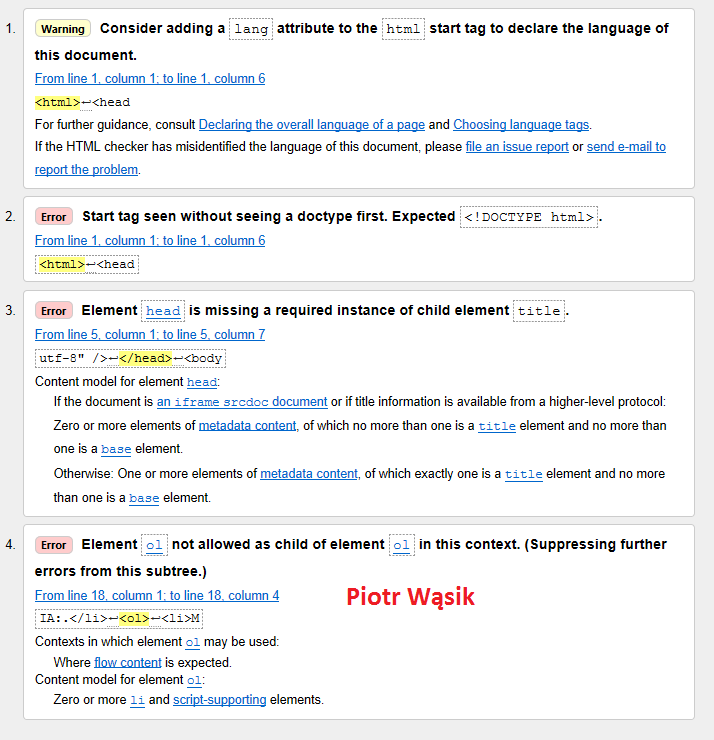 1. Warning Consider adding a lang attribute to the html start tag to declare the language of
this document.
From line 1, column 1; to line 1, column 6
<html>↩<head
For further guidance, consult Declaring the overall language of a page and Choosing language tags.
If the HTML checker has misidentified the language of this document, please file an issue report or send e-mail to
report the problem.
2. Error Start tag seen without seeing a doctype first. Expected <!DOCTYPE html>.
From line 1, column 1; to line 1, column 6
<html>↩<head
3. Error Element head is missing a required instance of child element title.
From line 5, column 1; to line 5, column 7
utf-8" />↩</head>↩<body
Content model for element head:
If the document is an iframe srcdoc document or if title information is available from a higher-level protocol:
Zero or more elements of metadata content, of which no more than one is a title element and no more than
one is a base element.
Otherwise: One or more elements of metadata content, of which exactly one is a title element and no more
than one is a base element.
4. Error Element ol not allowed as child of element ol in this context. (Suppressing further
errors from this subtree.)
From line 18, column 1; to line 18, column 4
Piotr Wąsik
IA:.</li>↩<ol>↩<li>M
Contexts in which element ol may be used:
Where flow content is expected.
Content model for element ol:
Zero or more li and script-supporting elements.